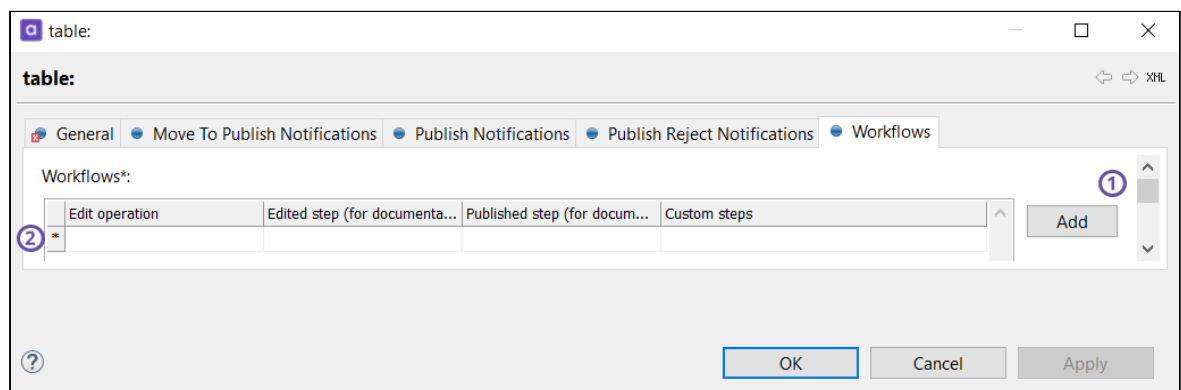 table:
table:
XML
General Move To Publish Notifications Publish Notifications Publish Reject Notifications Workflows
Workflows*:
1
Edit operation Edited step (for documenta... Published step (for docum... Custom steps
Add
2 *
? OK Cancel Apply